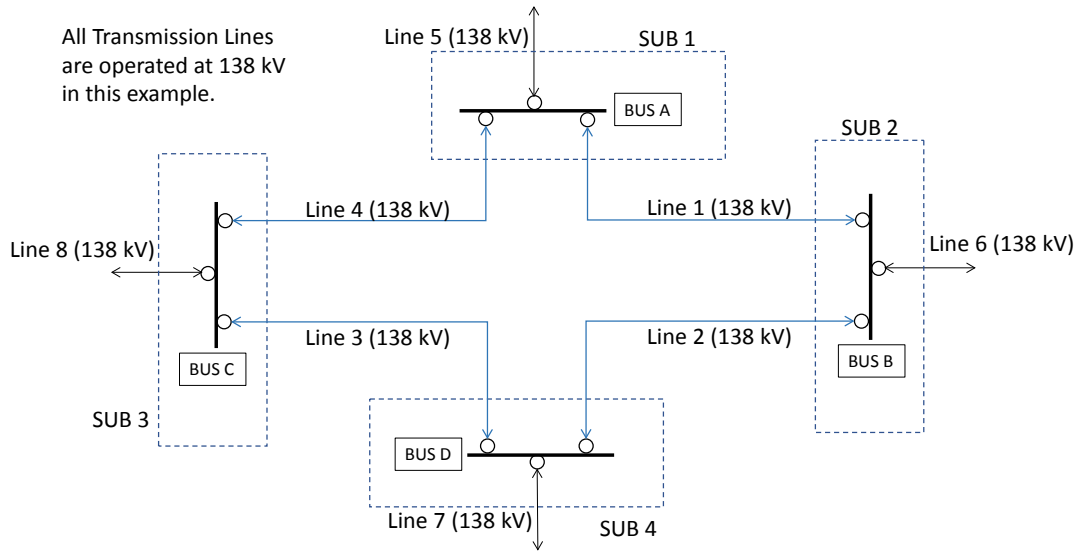 All Transmission Lines
are operated at 138 kV
in this example.
Line 5 (138 kV)
SUB 1
BUS A
SUB 2
Line 4 (138 kV)
Line 1 (138 kV)
Line 8 (138 kV)
Line 6 (138 kV)
Line 3 (138 kV)
Line 2 (138 kV)
BUS C
BUS B
SUB 3
BUS D
Line 7 (138 kV)
SUB 4